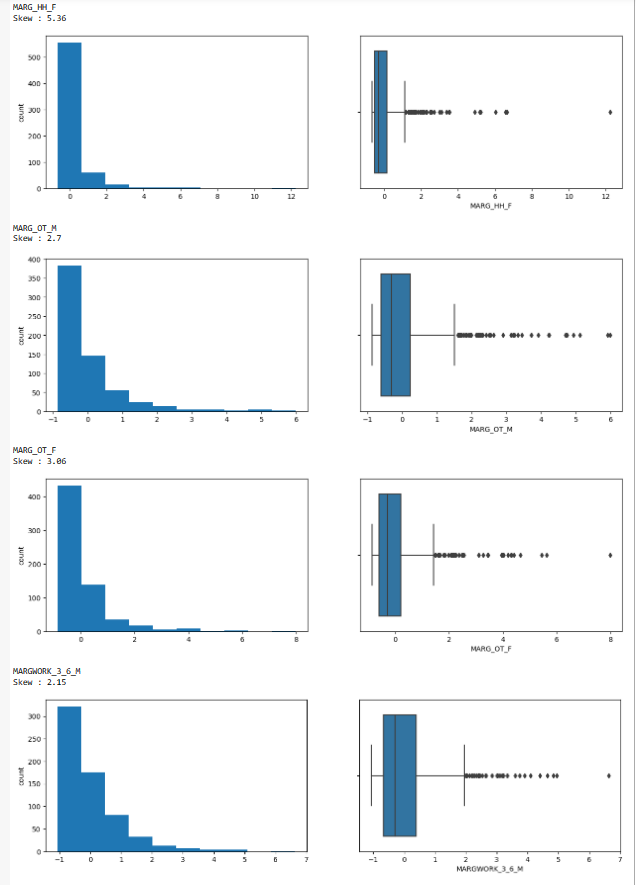 MARG_HH_F
Skew : 5.36
500
400
300
200
100
0
count
0 2 4 6 8 10 12
0 2 4 6 8 10 12
MARG_HH_F
MARG_OT_M
Skew : 2.7
400
350
300
250
200
150
100
50
0
count
−1 0 1 2 3 4 5 6
−1 0 1 2 3 4 5 6
MARG_OT_M
MARG_OT_F
Skew : 3.06
400
300
200
100
0
count
0 2 4 6 8
0 2 4 6 8
MARG_OT_F
MARGWORK_3_6_M
Skew : 2.15
300
250
200
150
100
50
0
count
−1 0 1 2 3 4 5 6 7
−1 0 1 2 3 4 5 6 7
MARGWORK_3_6_M